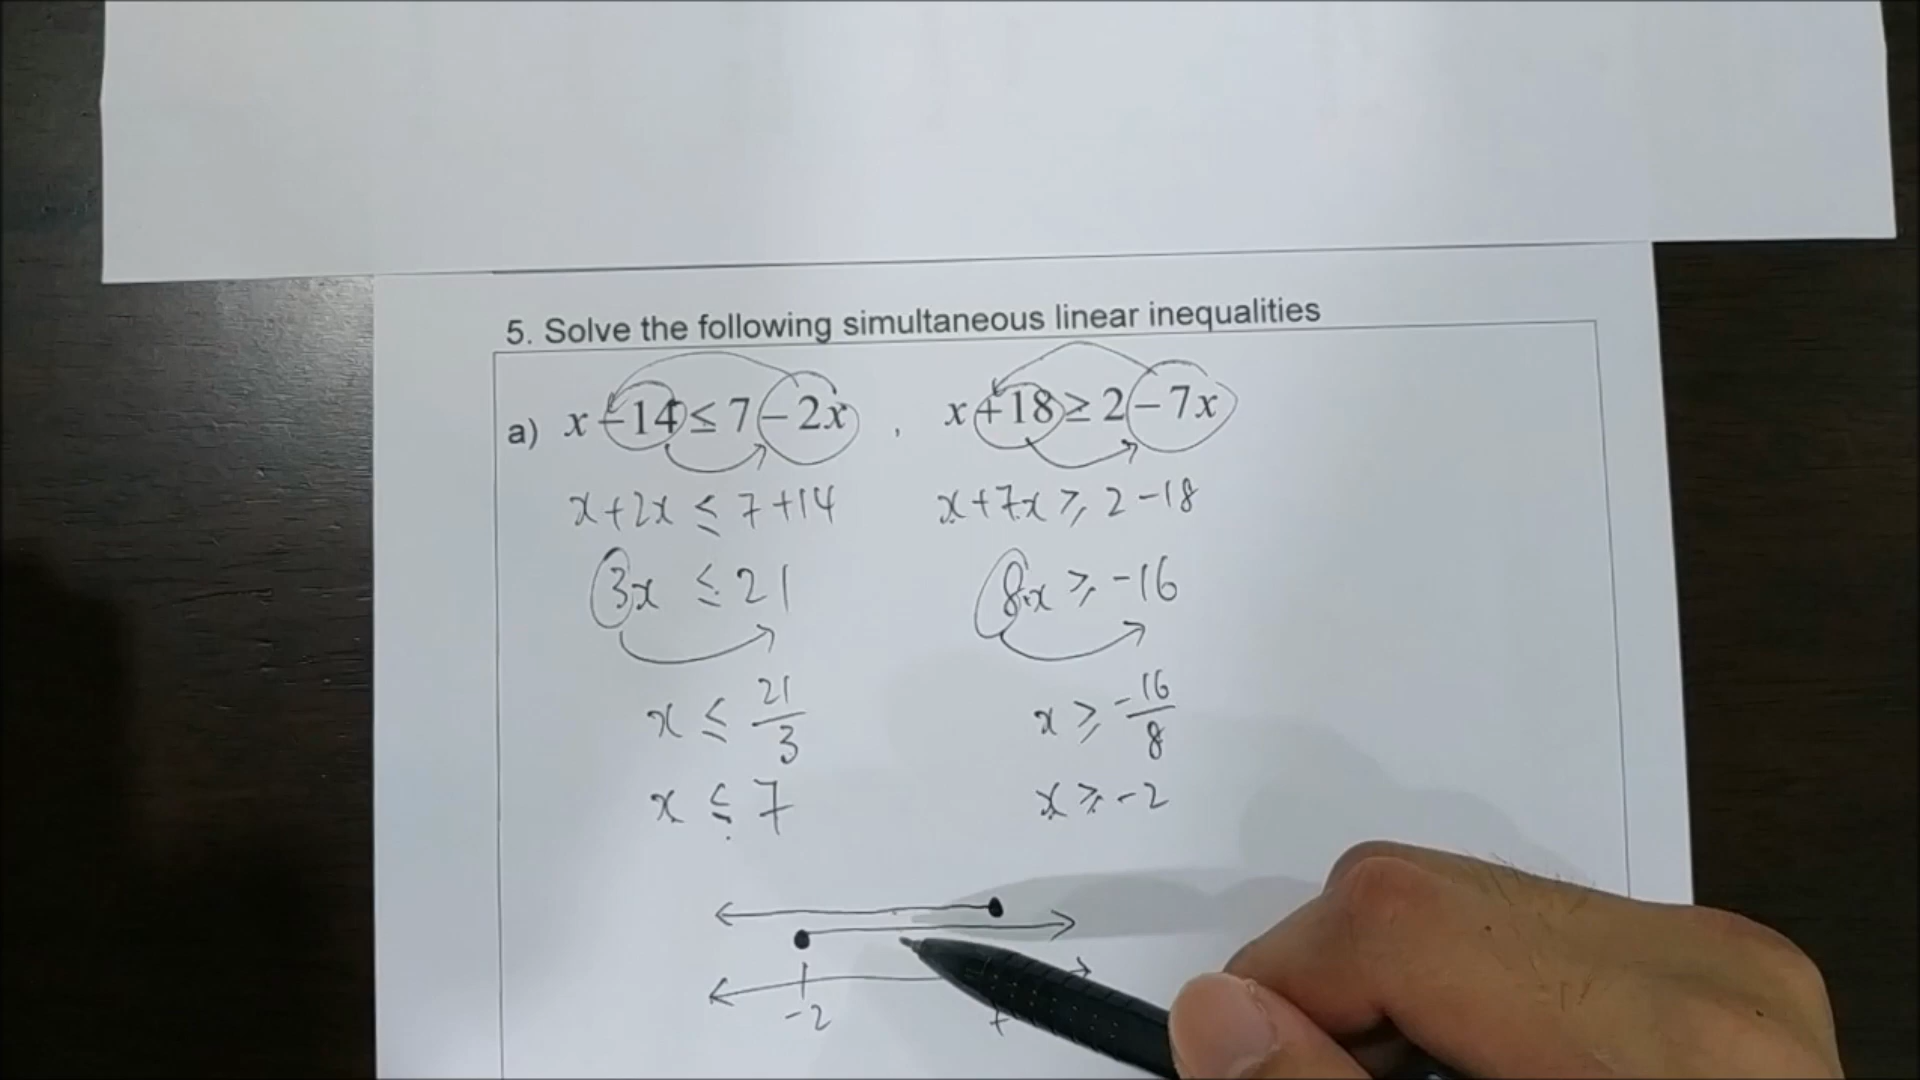 5. Solve the following simultaneous linear inequalities
a) x − 14 ≤ 7 − 2x , x + 18 ≥ 2 − 7x
x + 2x ≤ 7 + 14 x + 7x ≥ 2 − 18
3x ≤ 21 8x ≥ −16
x ≤ 21/3 x ≥ −16/8
x ≤ 7 x ≥ −2
−2